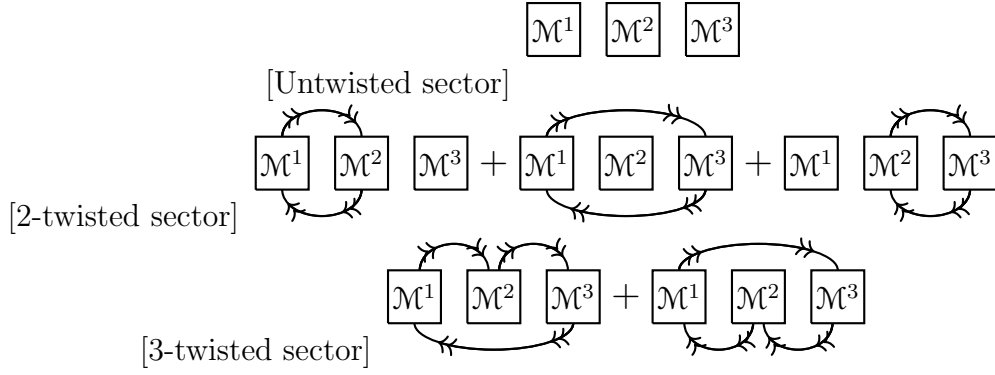 ℳ¹ ℳ² ℳ³
[Untwisted sector]
ℳ¹ ℳ² ℳ³ + ℳ¹ ℳ² ℳ³ + ℳ¹ ℳ² ℳ³
[2-twisted sector]
ℳ¹ ℳ² ℳ³ + ℳ¹ ℳ² ℳ³
[3-twisted sector]